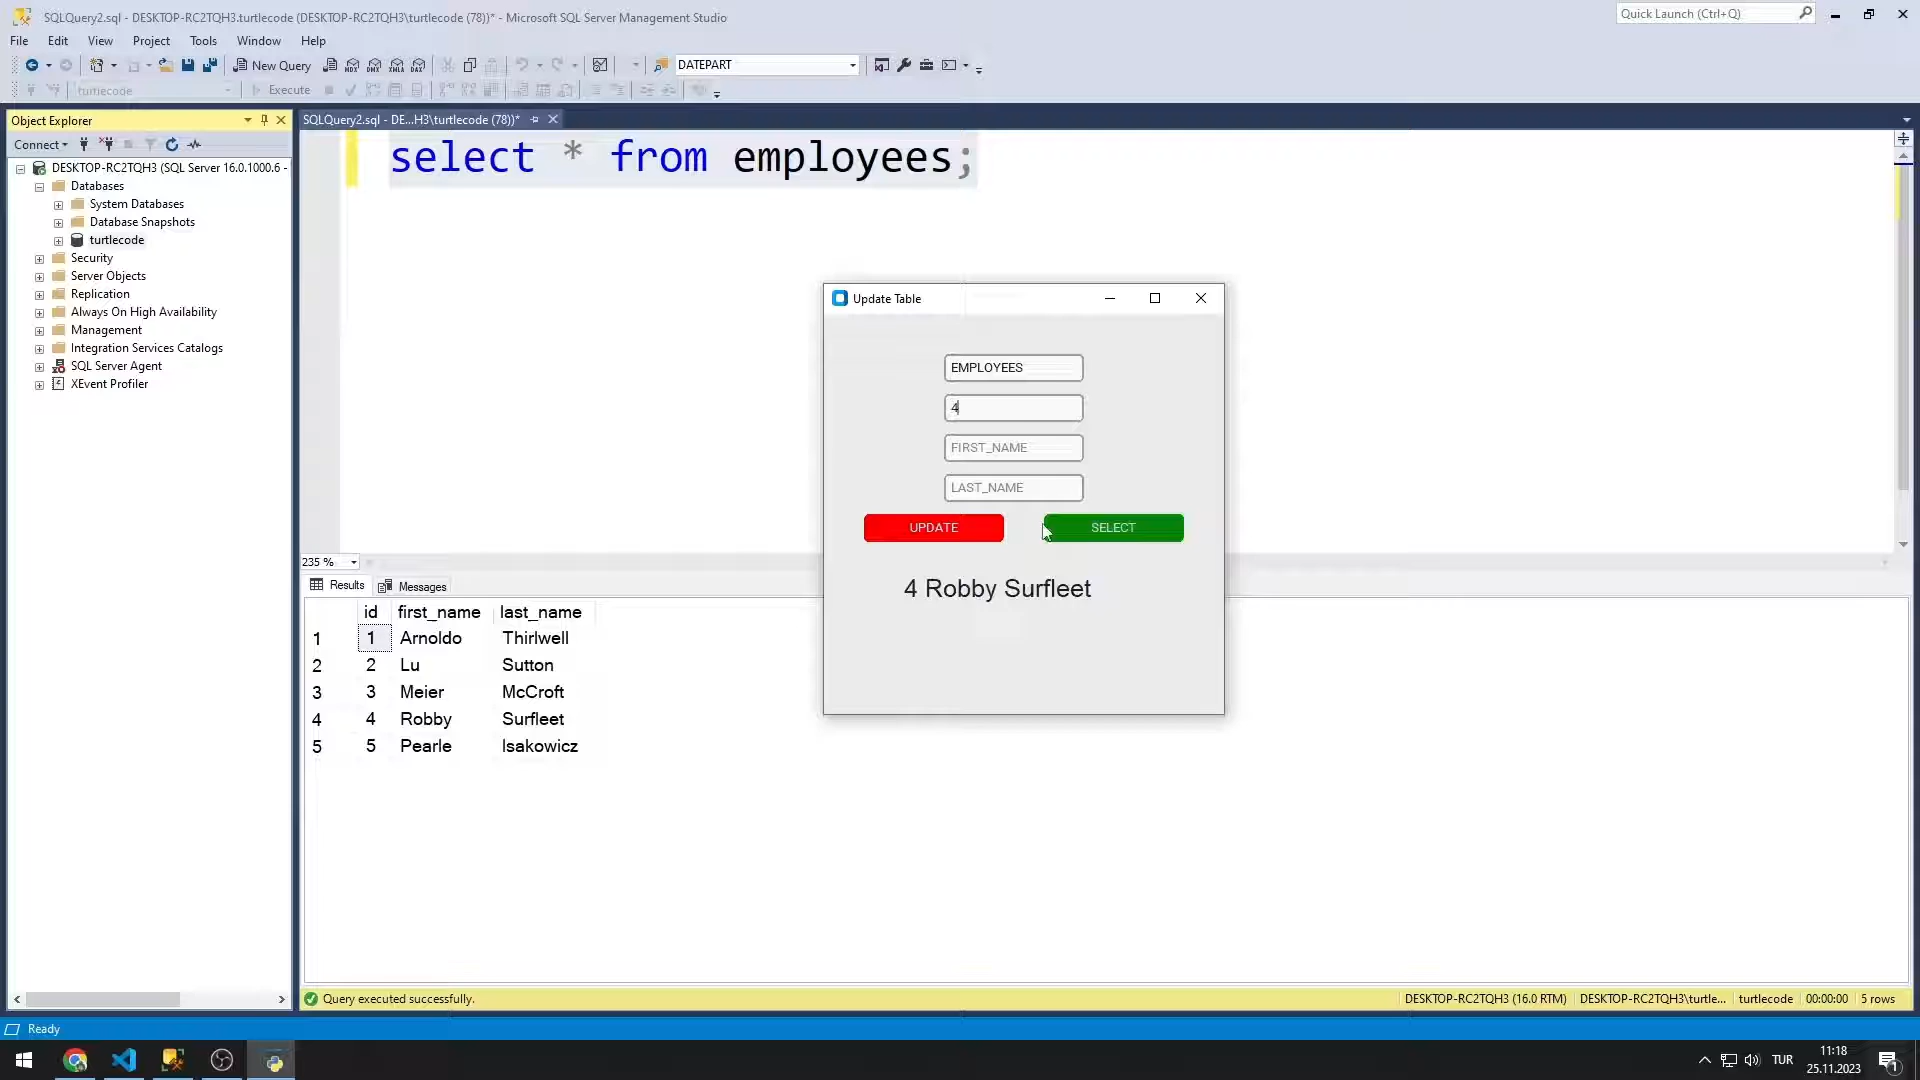 SQLQuery2.sql - DESKTOP-RC2TQH3.turtlecode (DESKTOP-RC2TQH3\turtlecode (78))* - Microsoft SQL Server Management Studio
Quick Launch (Ctrl+Q)
File Edit View Project Tools Window Help
New Query
MDX DMX XMLA DAX
DATEPART
turtlecode
Execute
Object Explorer
SQLQuery2.sql - DE...H3\turtlecode (78))*
Connect
select * from employees;
DESKTOP-RC2TQH3 (SQL Server 16.0.1000.6 -
Databases
System Databases
Database Snapshots
turtlecode
Security
Server Objects
Replication
Always On High Availability
Management
Integration Services Catalogs
SQL Server Agent
XEvent Profiler
Update Table
EMPLOYEES
4
FIRST_NAME
LAST_NAME
UPDATE SELECT
4 Robby Surfleet
235 %
Results Messages
id first_name last_name
1 1 Arnoldo Thirlwell
2 2 Lu Sutton
3 3 Meier McCroft
4 4 Robby Surfleet
5 5 Pearle Isakowicz
Query executed successfully.
DESKTOP-RC2TQH3 (16.0 RTM) DESKTOP-RC2TQH3\turtle... turtlecode 00:00:00 5 rows
Ready
TUR
11:18
25.11.2023
1